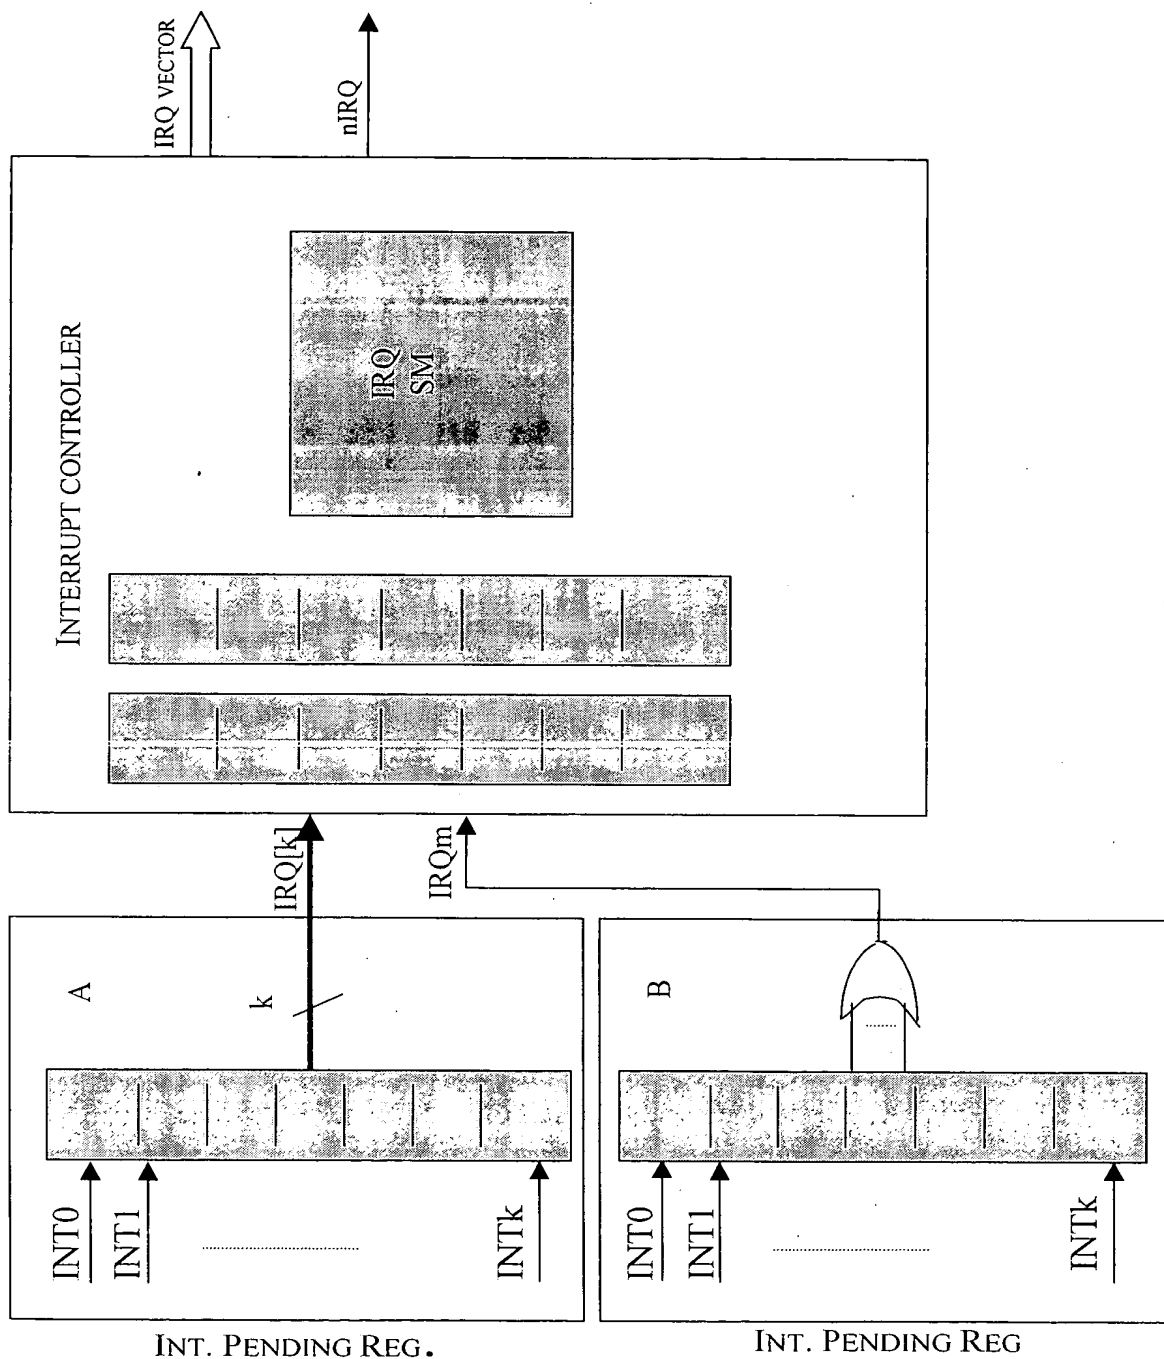 IRQ VECTOR
nIRQ
INTERRUPT CONTROLLER
IRQ
SM
IRQ[k]
IRQm
A
k
B
INT0
INT1
INTk
INT0
INT1
INTk
INT. PENDING REG.
INT. PENDING REG